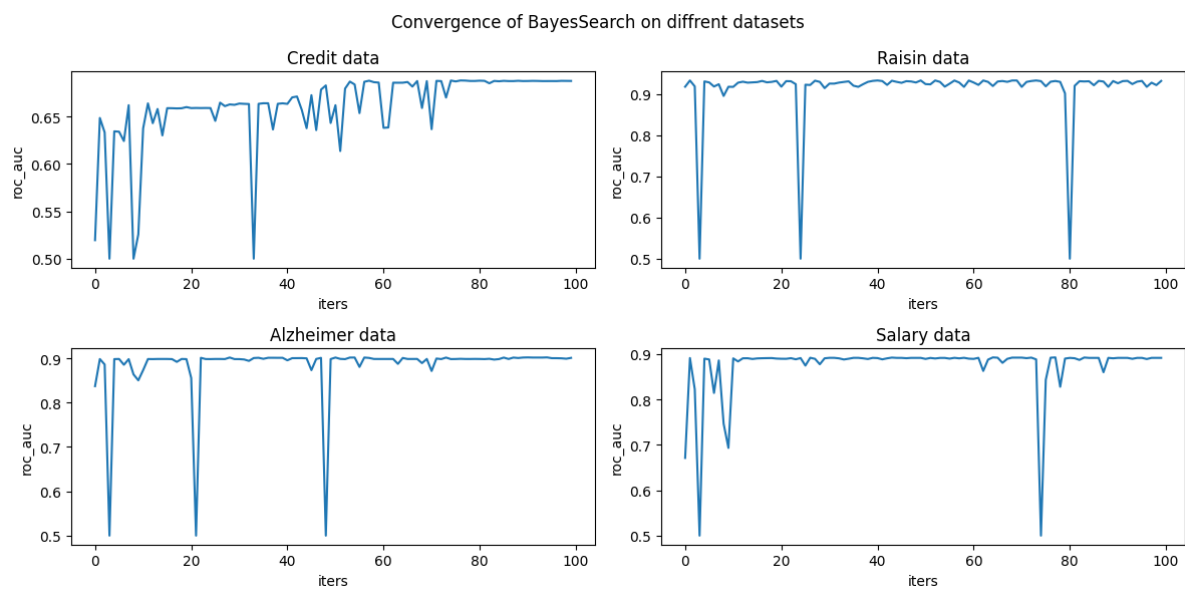 Convergence of BayesSearch on diffrent datasets
Credit data
roc_auc
0.65
0.60
0.55
0.50
0 20 40 60 80 100
iters
Raisin data
roc_auc
0.9
0.8
0.7
0.6
0.5
0 20 40 60 80 100
iters
Alzheimer data
roc_auc
0.9
0.8
0.7
0.6
0.5
0 20 40 60 80 100
iters
Salary data
roc_auc
0.9
0.8
0.7
0.6
0.5
0 20 40 60 80 100
iters